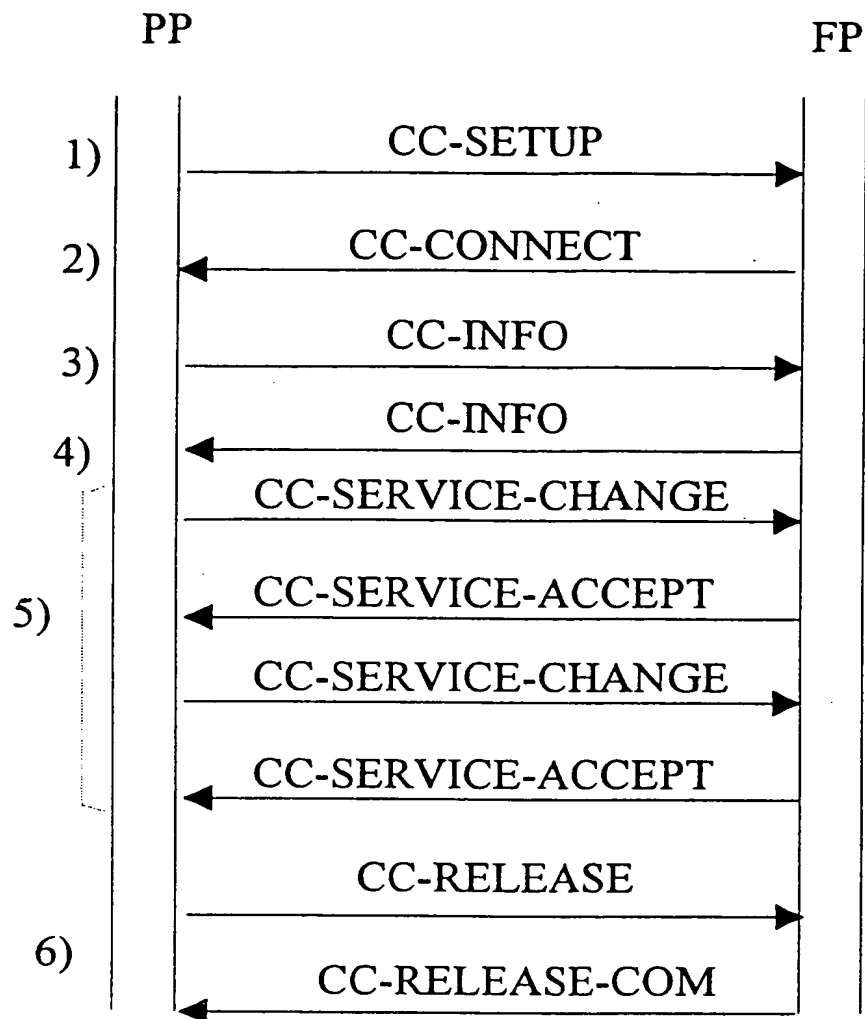 PP
FP
1)
CC-SETUP
2)
CC-CONNECT
3)
CC-INFO
4)
CC-INFO
CC-SERVICE-CHANGE
5)
CC-SERVICE-ACCEPT
CC-SERVICE-CHANGE
CC-SERVICE-ACCEPT
CC-RELEASE
6)
CC-RELEASE-COM